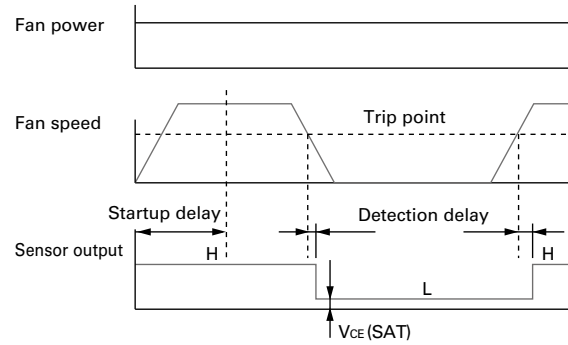 Fan power
Fan speed
Trip point
Startup delay
Detection delay
Sensor output
H
H
L
VCE (SAT)